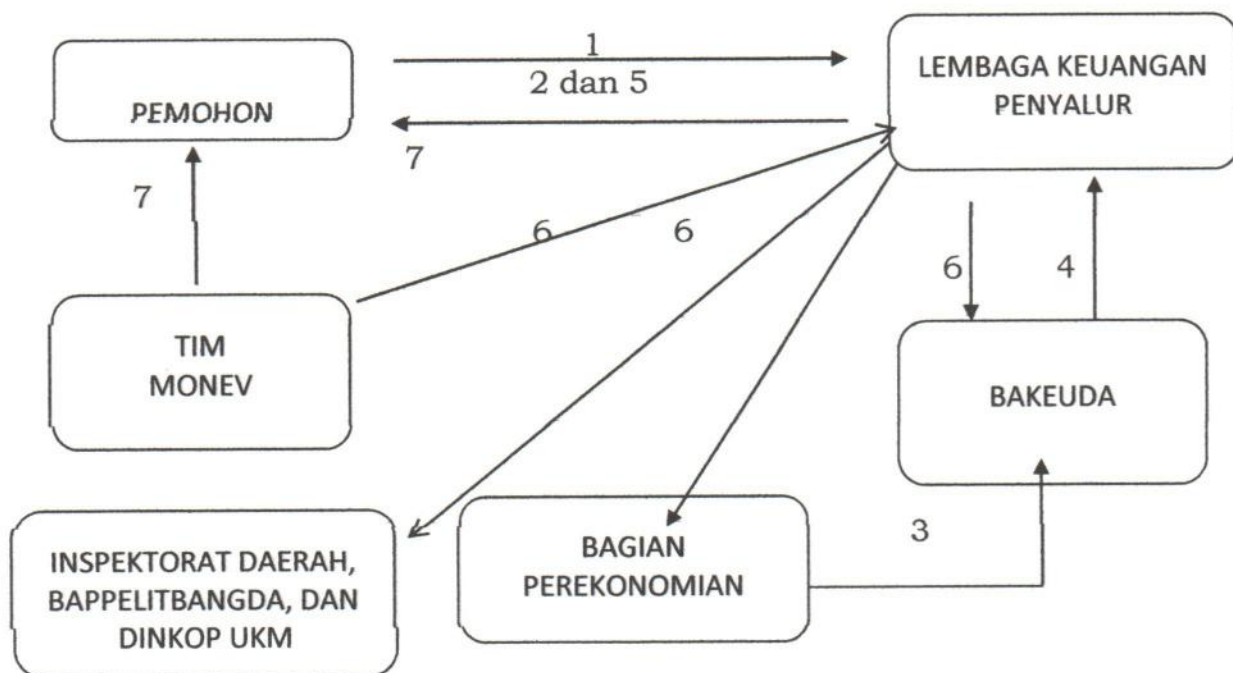 1
2 dan 5
PEMOHON
LEMBAGA KEUANGAN
PENYALUR
7
7
6
6
6
4
TIM
MONEV
BAKEUDA
3
INSPEKTORAT DAERAH,
BAPPELITBANGDA, DAN
DINKOP UKM
BAGIAN
PEREKONOMIAN